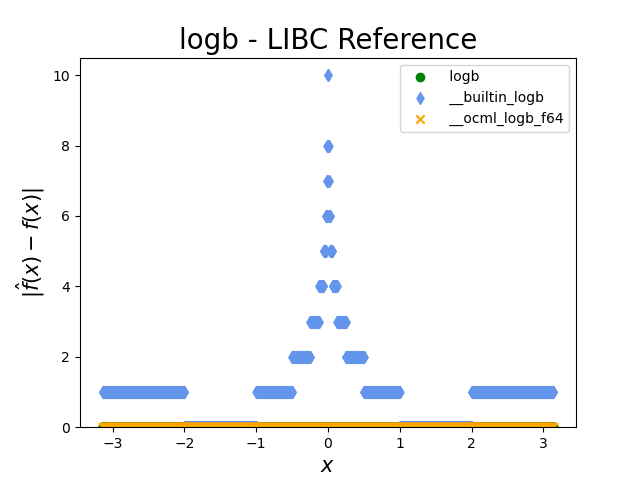 logb - LIBC Reference
logb
__builtin_logb
__ocml_logb_f64
|f̂(x) − f(x)|
10
8
6
4
2
0
−3 −2 −1 0 1 2 3
x